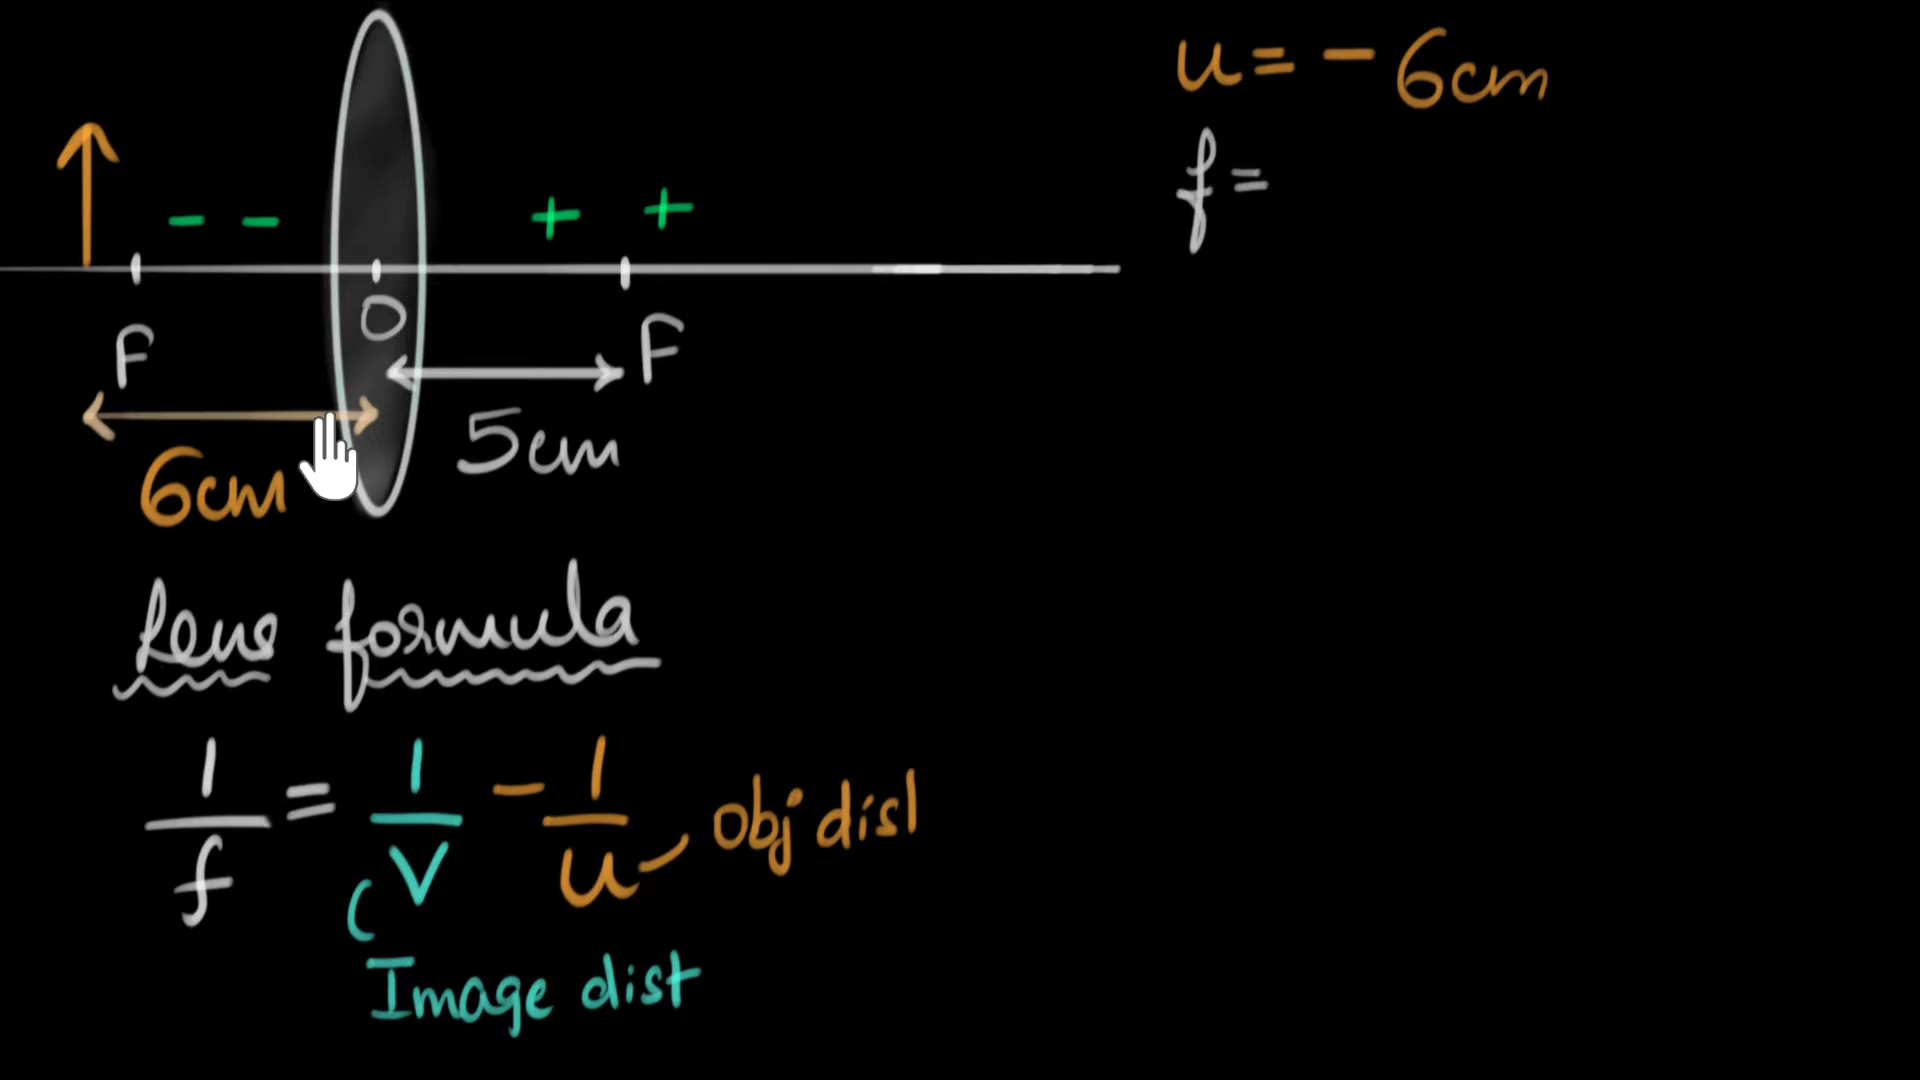 u = - 6cm
f =
- - + +
O
F F
5cm
6cm
Lens formula
1/f = 1/v - 1/u
Obj dist
Image dist